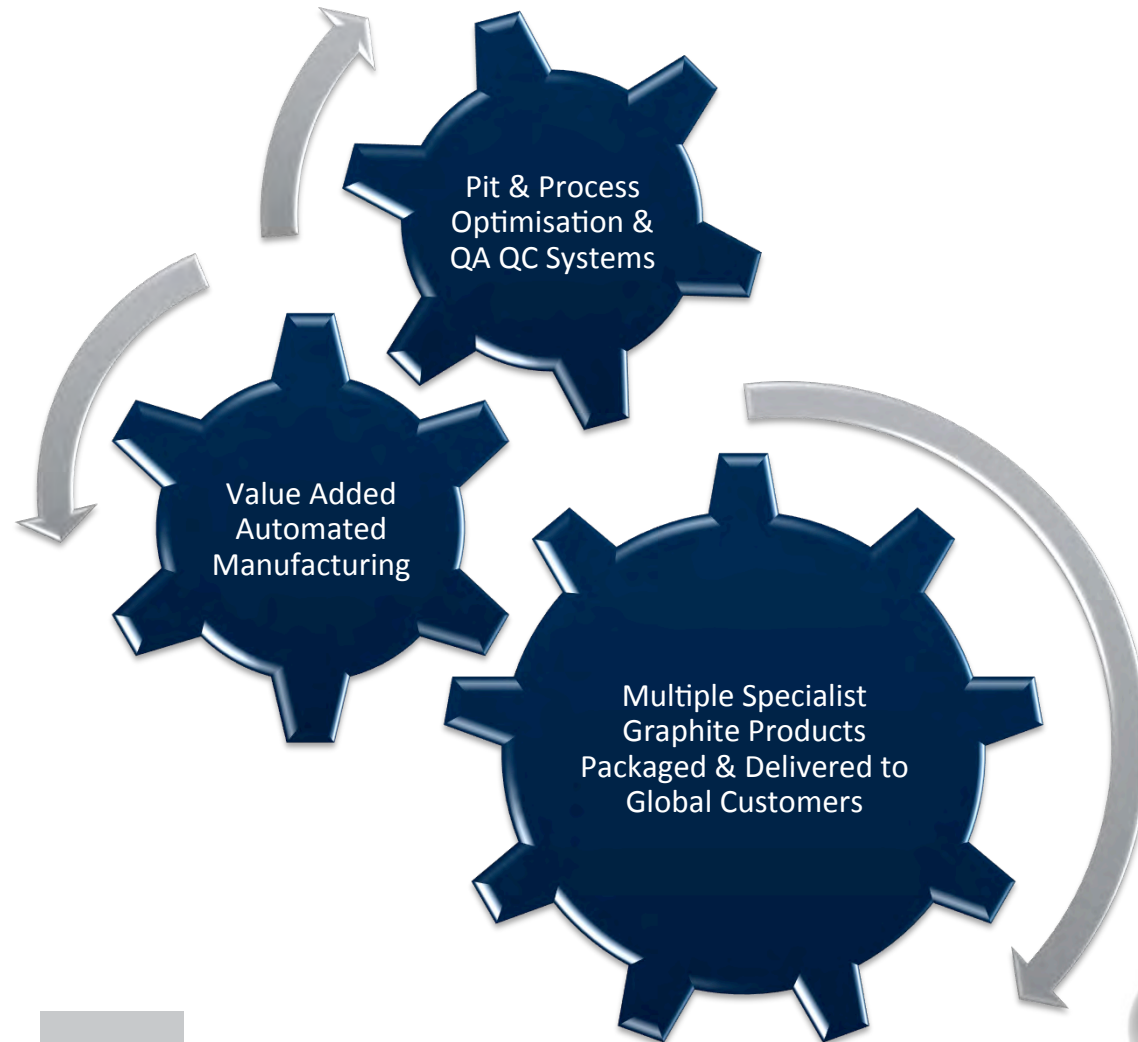 Pit & Process
Optimisation &
QA QC Systems
Value Added
Automated
Manufacturing
Multiple Specialist
Graphite Products
Packaged & Delivered to
Global Customers